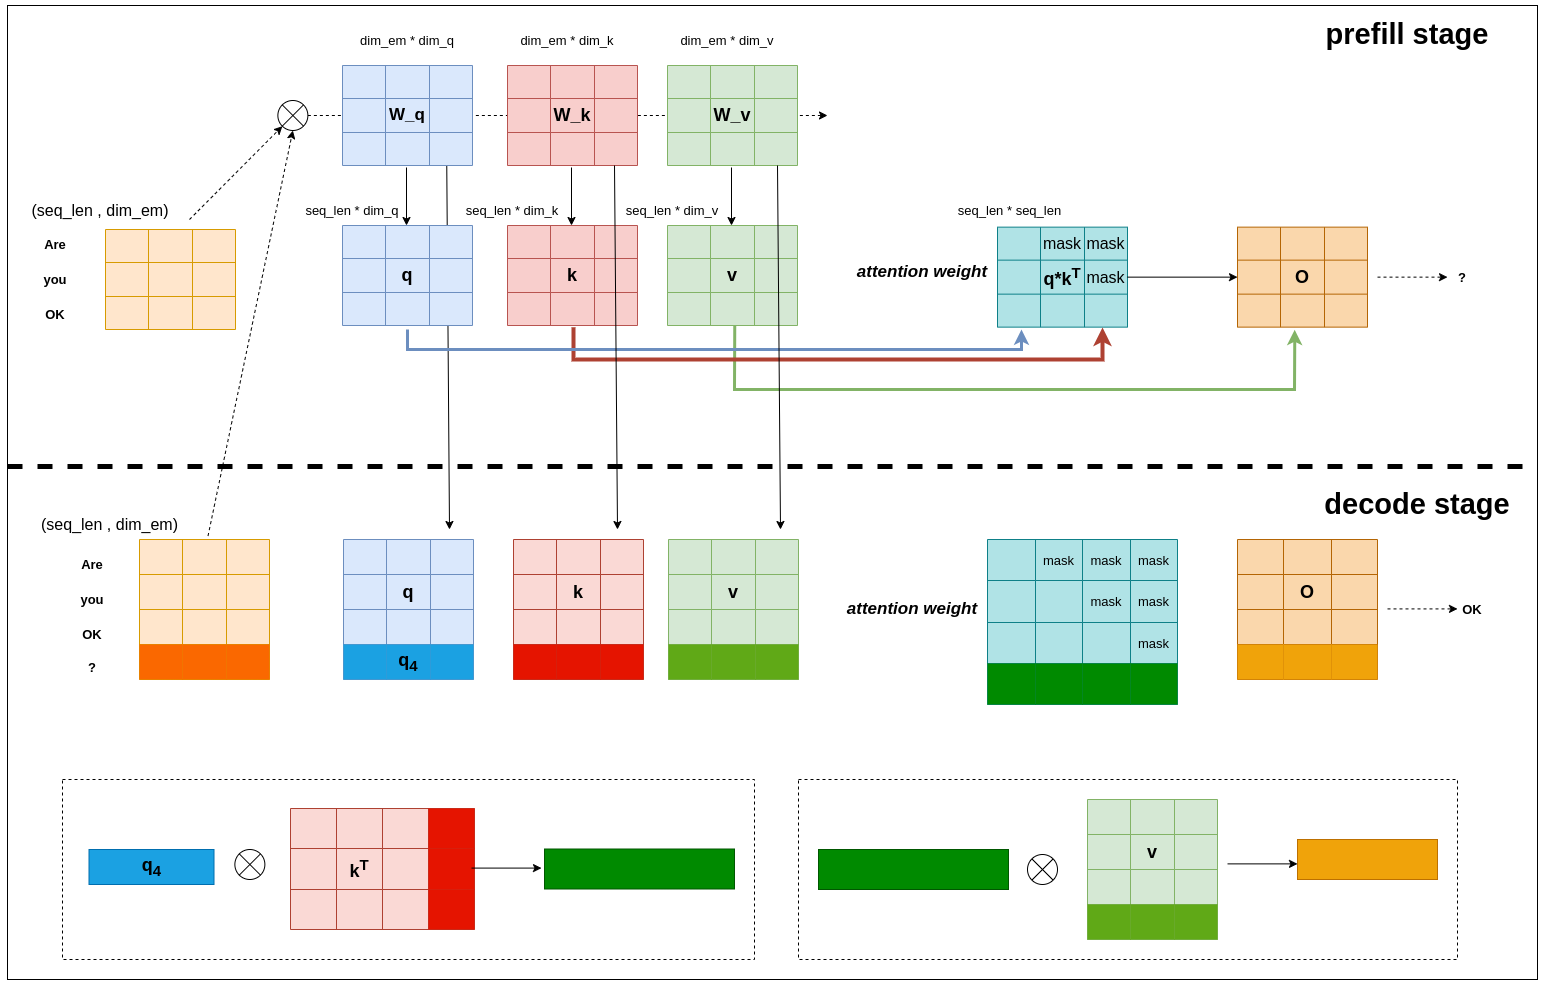 prefill stage
dim_em * dim_q
dim_em * dim_k
dim_em * dim_v
W_q
W_k
W_v
(seq_len , dim_em)
seq_len * dim_q
seq_len * dim_k
seq_len * dim_v
seq_len * seq_len
Are
you
OK
q
k
v
attention weight
mask mask
q*k^T mask
O
?
decode stage
(seq_len , dim_em)
Are
you
OK
?
q
q₄
k
v
attention weight
mask mask mask
mask mask
mask
O
OK
q₄
k^T
v